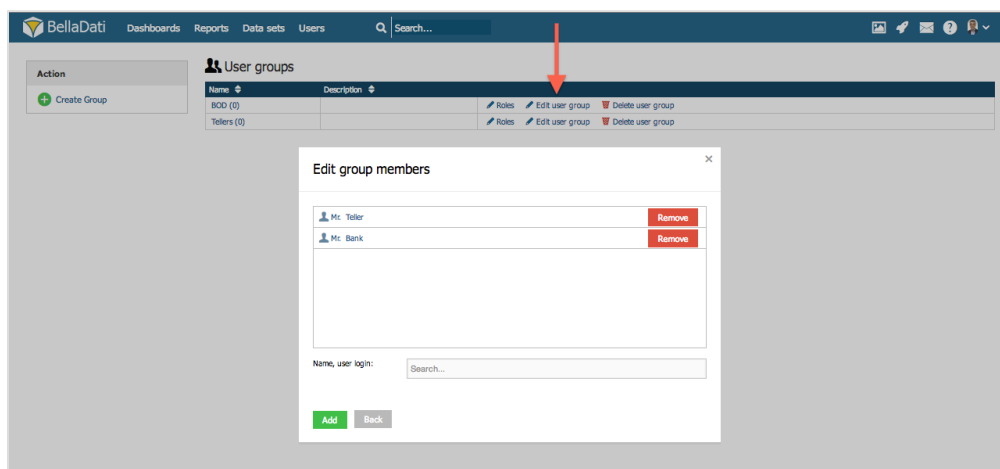 BellaDati Dashboards Reports Data sets Users Search...
Action
Create Group
User groups
Name Description
BOD (0) Roles Edit user group Delete user group
Tellers (0) Roles Edit user group Delete user group
Edit group members ×
Mr. Teller Remove
Mr. Bank Remove
Name, user login: Search...
Add Back